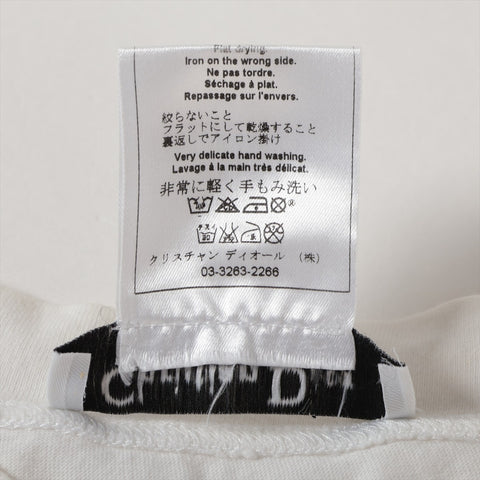 Flat drying.
Iron on the wrong side.
Ne pas tordre.
Séchage à plat.
Repassage sur l'envers.
絞らないこと
フラットにして乾燥すること
裏返しでアイロン掛け
Very delicate hand washing.
Lavage à la main très délicat.
非常に軽く手もみ洗い
クリスチャン ディオール (株)
03-3263-2266